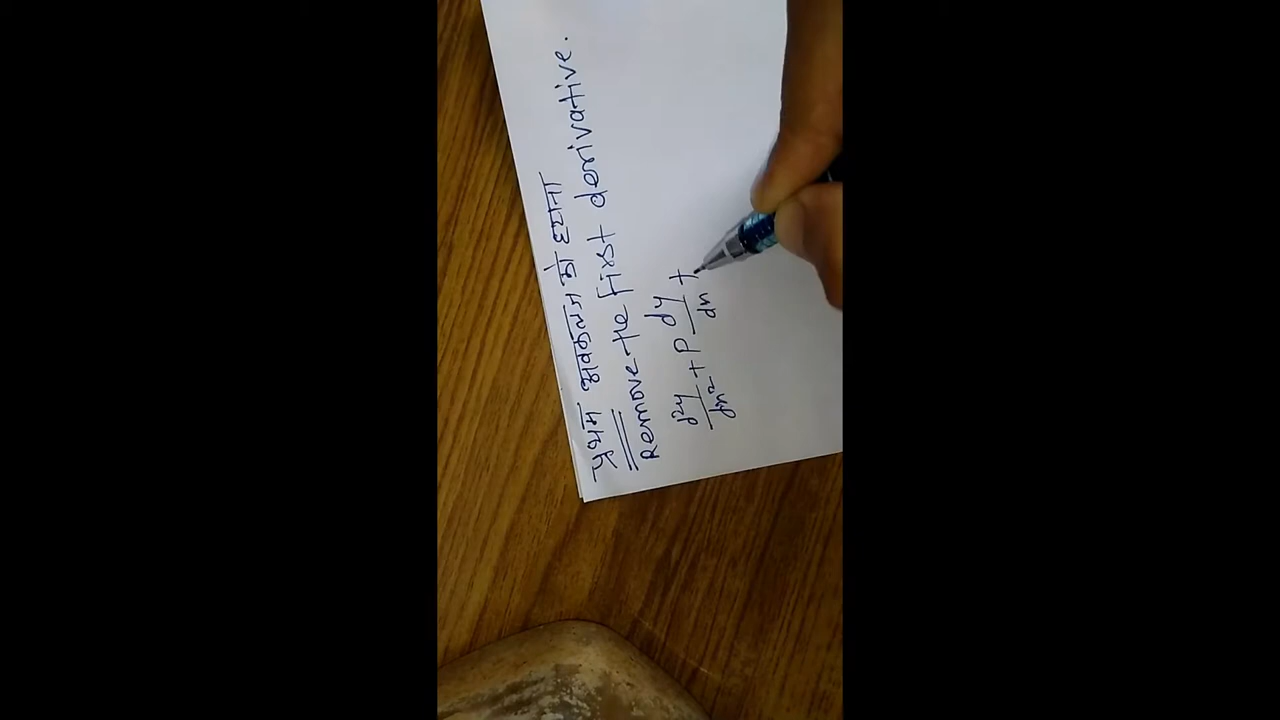 प्रथम अवकलज को हटाना
Remove the first derivative.
d²y/dx² + P dy/dx +